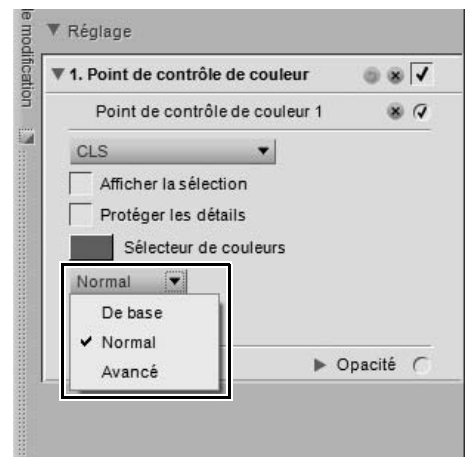 le modification
Réglage
1. Point de contrôle de couleur
Point de contrôle de couleur 1
CLS
Afficher la sélection
Protéger les détails
Sélecteur de couleurs
Normal
De base
Normal
Avancé
Opacité